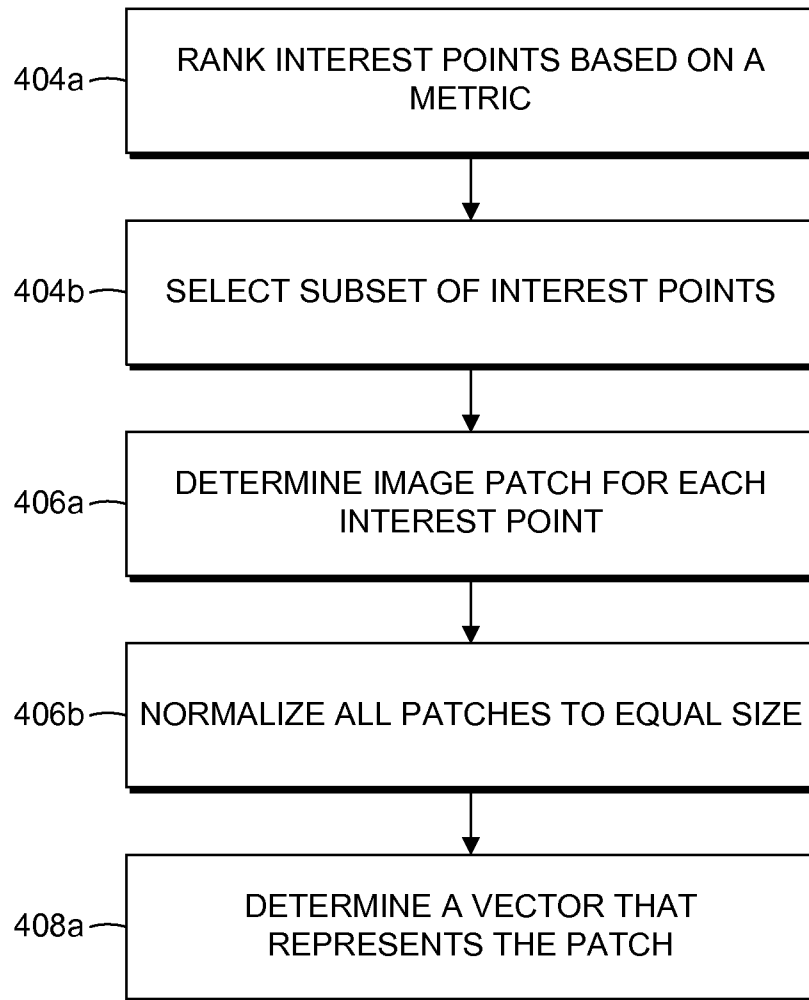 404a
RANK INTEREST POINTS BASED ON A
METRIC
404b
SELECT SUBSET OF INTEREST POINTS
406a
DETERMINE IMAGE PATCH FOR EACH
INTEREST POINT
406b
NORMALIZE ALL PATCHES TO EQUAL SIZE
408a
DETERMINE A VECTOR THAT
REPRESENTS THE PATCH